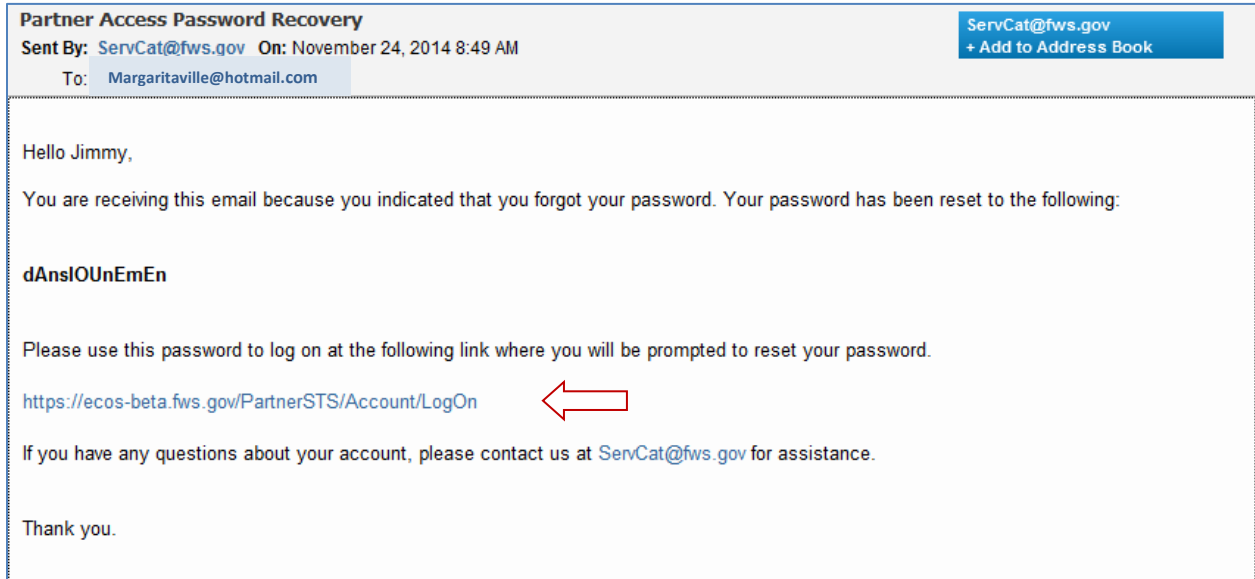 Partner Access Password Recovery
Sent By: ServCat@fws.gov On: November 24, 2014 8:49 AM
To: Margaritaville@hotmail.com
ServCat@fws.gov
+ Add to Address Book
Hello Jimmy,
You are receiving this email because you indicated that you forgot your password. Your password has been reset to the following:
dAnsIOUnEmEn
Please use this password to log on at the following link where you will be prompted to reset your password.
https://ecos-beta.fws.gov/PartnerSTS/Account/LogOn
If you have any questions about your account, please contact us at ServCat@fws.gov for assistance.
Thank you.